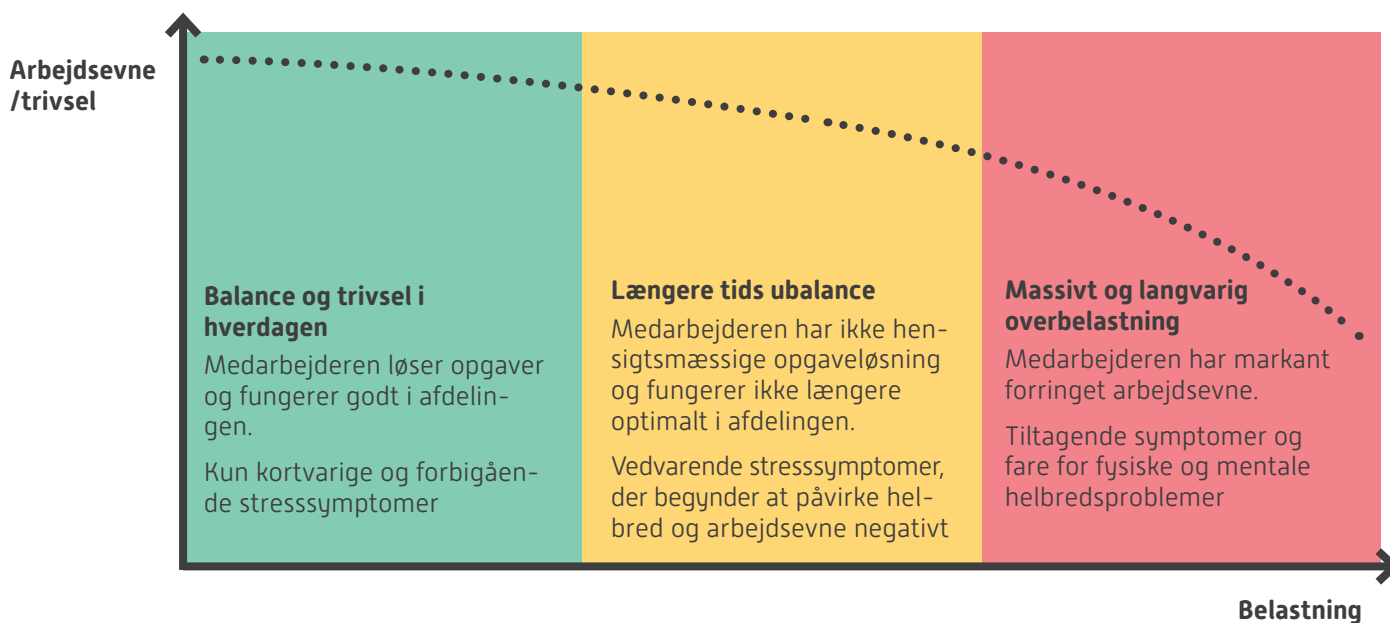 Arbejdsevne
/trivsel
Balance og trivsel i
hverdagen
Medarbejderen løser opgaver
og fungerer godt i afdelin-
gen.
Kun kortvarige og forbigåen-
de stresssymptomer
Længere tids ubalance
Medarbejderen har ikke hen-
sigtsmæssige opgaveløsning
og fungerer ikke længere
optimalt i afdelingen.
Vedvarende stresssymptomer,
der begynder at påvirke hel-
bred og arbejdsevne negativt
Massivt og langvarig
overbelastning
Medarbejderen har markant
forringet arbejdsevne.
Tiltagende symptomer og
fare for fysiske og mentale
helbredsproblemer
Belastning